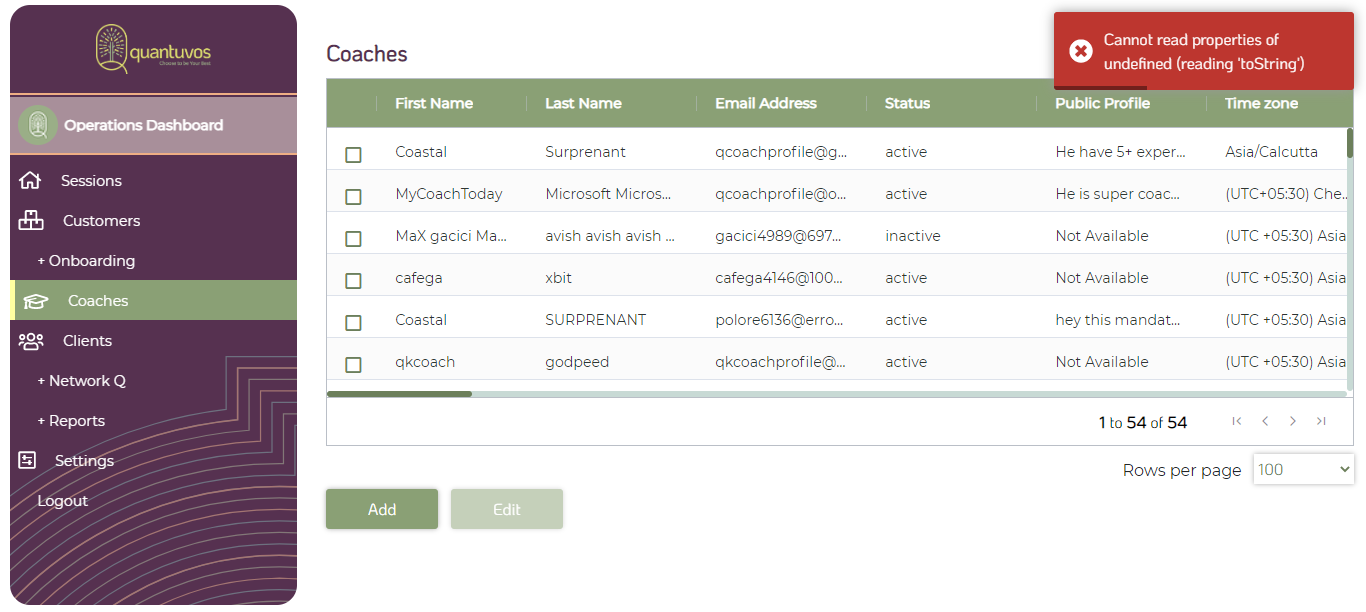 quantuvos
Choose to be Your Best
Operations Dashboard
Sessions
Customers
+ Onboarding
Coaches
Clients
+ Network Q
+ Reports
Settings
Logout
Coaches
Cannot read properties of
undefined (reading 'toString')
First Name Last Name Email Address Status Public Profile Time zone
Coastal Surprenant qcoachprofile@g... active He have 5+ exper... Asia/Calcutta
MyCoachToday Microsoft Micros... qcoachprofile@o... active He is super coac... (UTC+05:30) Che...
MaX gacici Ma... avish avish avish ... gacici4989@697... inactive Not Available (UTC +05:30) Asia
cafega xbit cafega4146@100... active Not Available (UTC +05:30) Asia
Coastal SURPRENANT polore6136@erro... active hey this mandat... (UTC +05:30) Asia
qkcoach godpeed qkcoachprofile@... active Not Available (UTC +05:30) Asia
1 to 54 of 54
Rows per page 100
Add Edit